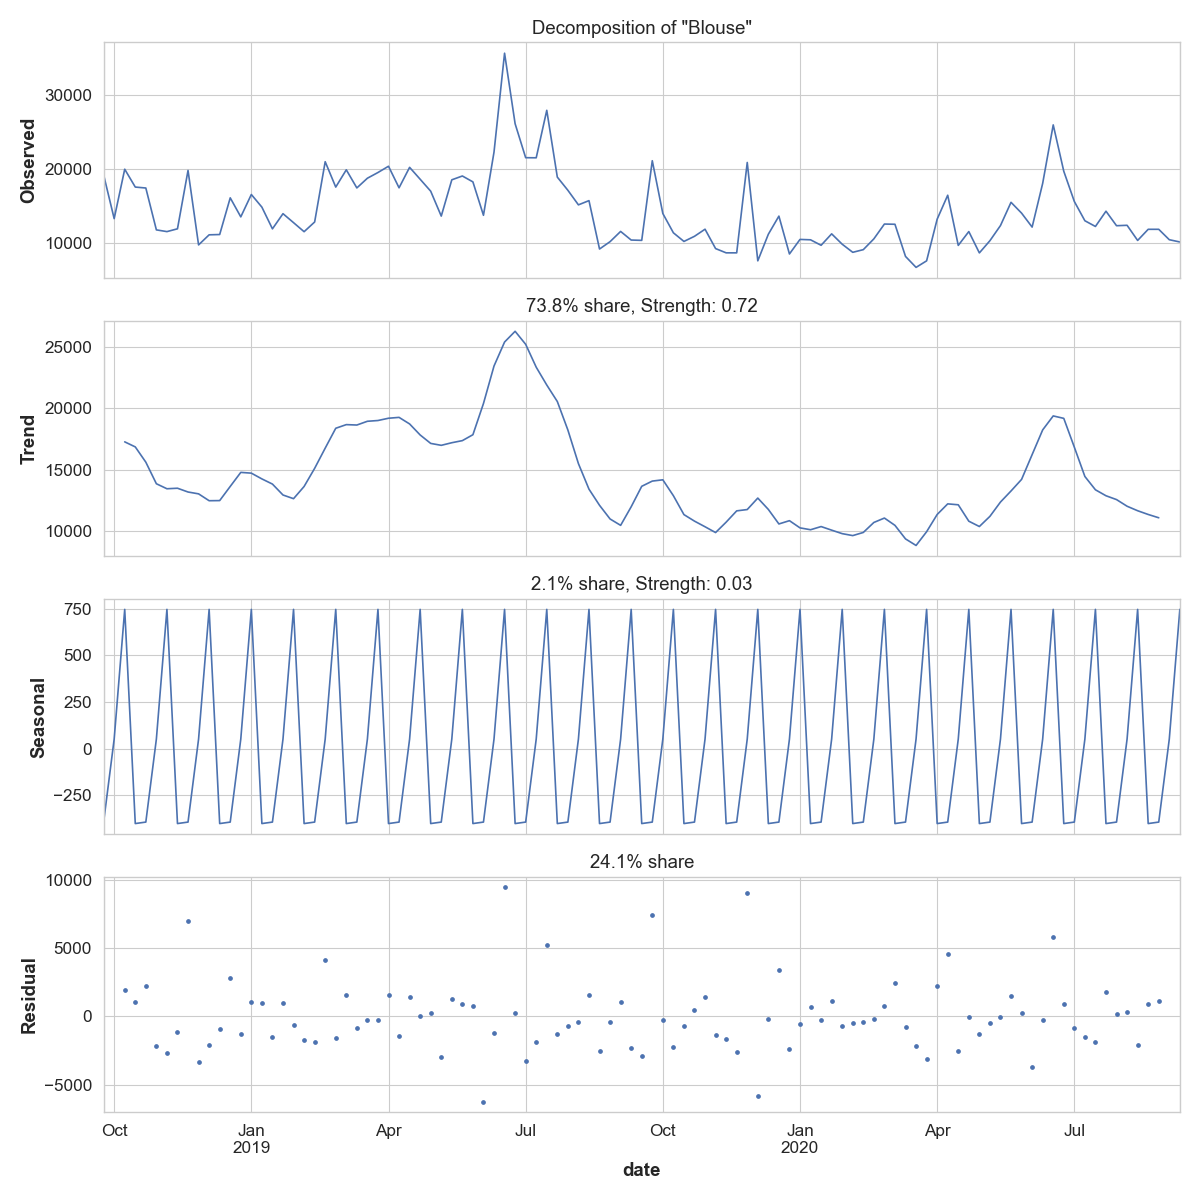 Decomposition of "Blouse"
30000
20000
10000
Observed
73.8% share, Strength: 0.72
25000
20000
15000
10000
Trend
2.1% share, Strength: 0.03
750
500
250
0
−250
Seasonal
24.1% share
10000
5000
0
−5000
Residual
Oct Jan Apr Jul Oct Jan Apr Jul
2019 2020
date